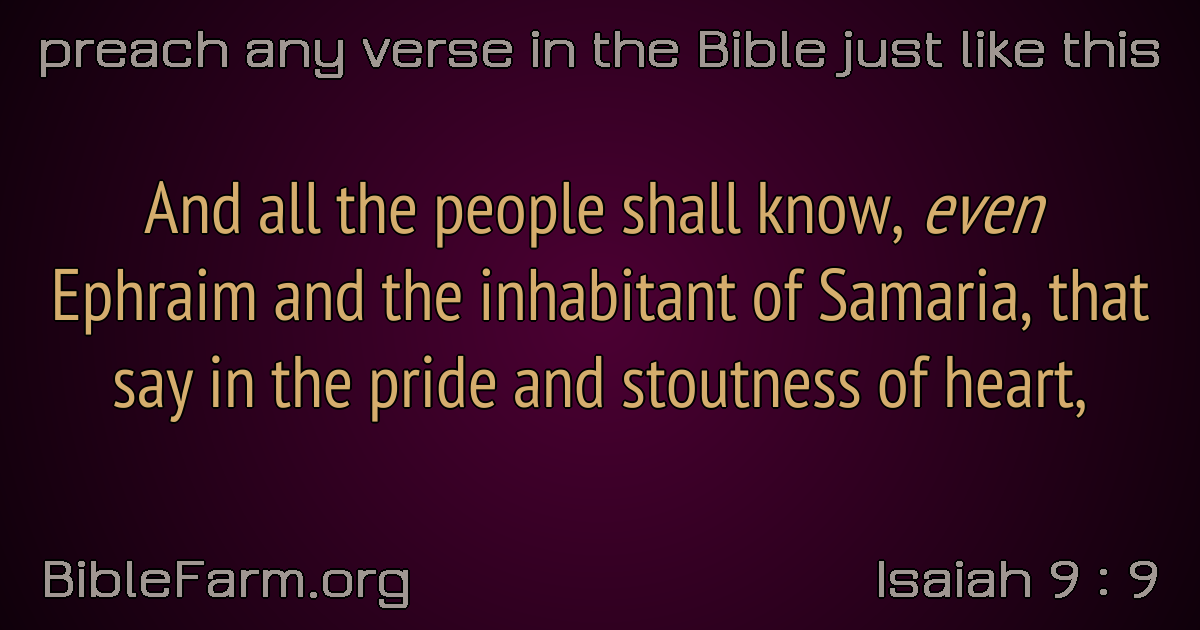 preach any verse in the Bible just like this
And all the people shall know, even
Ephraim and the inhabitant of Samaria, that
say in the pride and stoutness of heart,
BibleFarm.org
Isaiah 9 : 9